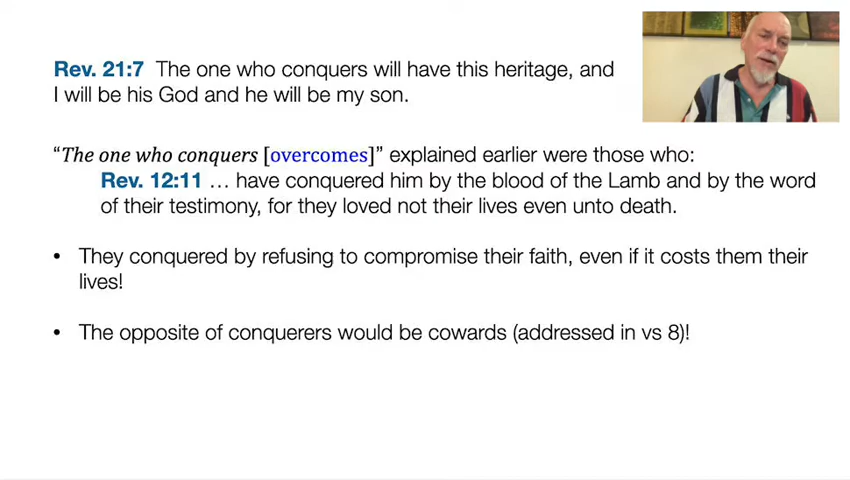 Rev. 21:7 The one who conquers will have this heritage, and
I will be his God and he will be my son.
“The one who conquers [overcomes]” explained earlier were those who:
Rev. 12:11 … have conquered him by the blood of the Lamb and by the word
of their testimony, for they loved not their lives even unto death.
• They conquered by refusing to compromise their faith, even if it costs them their
lives!
• The opposite of conquerers would be cowards (addressed in vs 8)!